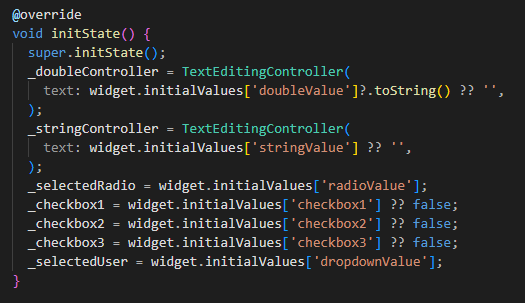 @override
void initState() {
  super.initState();
  _doubleController = TextEditingController(
    text: widget.initialValues['doubleValue']?.toString() ?? '',
  );
  _stringController = TextEditingController(
    text: widget.initialValues['stringValue'] ?? '',
  );
  _selectedRadio = widget.initialValues['radioValue'];
  _checkbox1 = widget.initialValues['checkbox1'] ?? false;
  _checkbox2 = widget.initialValues['checkbox2'] ?? false;
  _checkbox3 = widget.initialValues['checkbox3'] ?? false;
  _selectedUser = widget.initialValues['dropdownValue'];
}